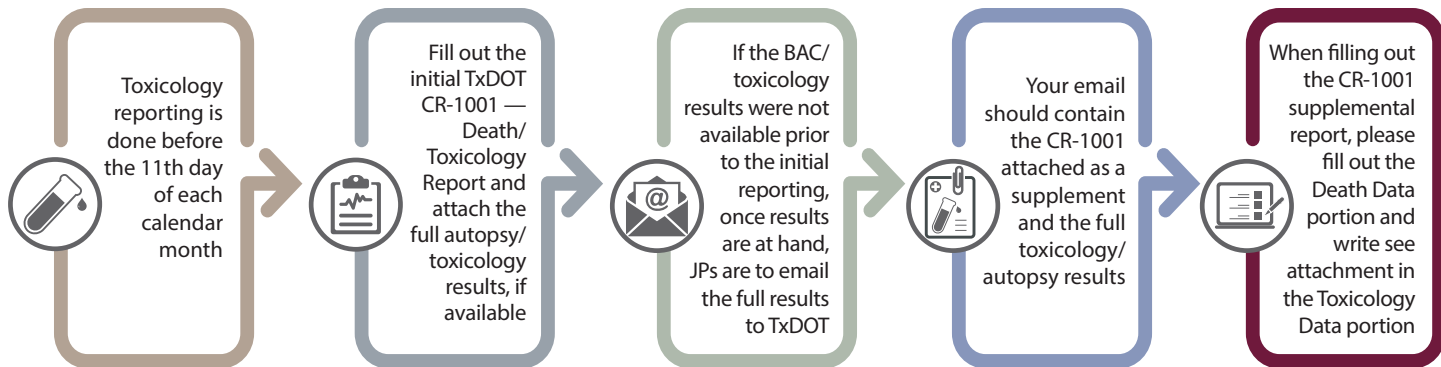 Toxicology
reporting is
done before
the 11th day
of each
calendar
month
Fill out the
initial TxDOT
CR-1001 —
Death/
Toxicology
Report and
attach the
full autopsy/
toxicology
results, if
available
If the BAC/
toxicology
results were not
available prior
to the initial
reporting,
once results
are at hand,
JPs are to email
the full results
to TxDOT
@
Your email
should contain
the CR-1001
attached as a
supplement
and the full
toxicology/
autopsy results
When filling out
the CR-1001
supplemental
report, please
fill out the
Death Data
portion and
write see
attachment in
the Toxicology
Data portion